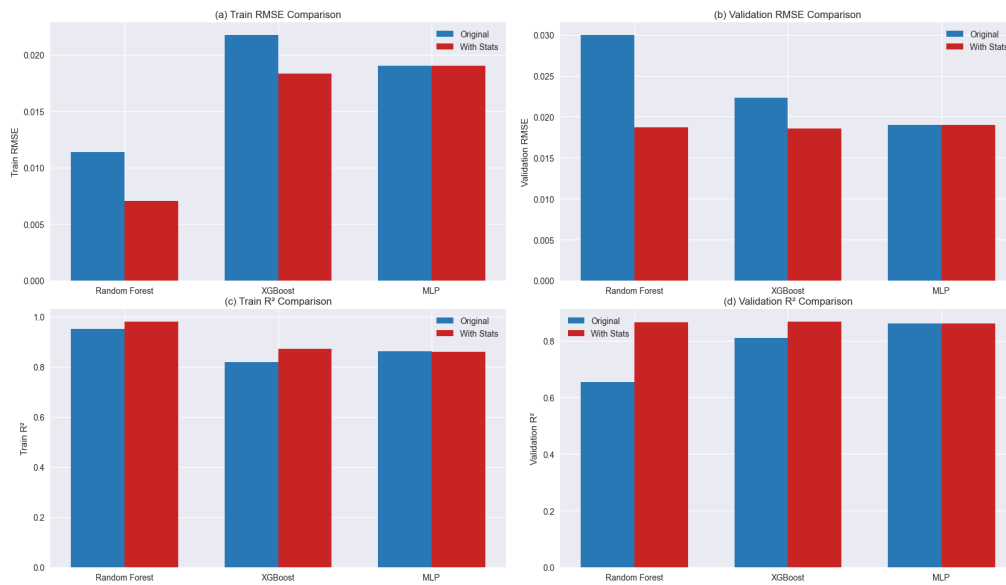 (a) Train RMSE Comparison
Train RMSE
0.020
0.015
0.010
0.005
0.000
Original
With Stats
Random Forest
XGBoost
MLP
(b) Validation RMSE Comparison
Validation RMSE
0.030
0.025
0.020
0.015
0.010
0.005
0.000
Original
With Stats
Random Forest
XGBoost
MLP
(c) Train R² Comparison
Train R²
1.0
0.8
0.6
0.4
0.2
0.0
Original
With Stats
Random Forest
XGBoost
MLP
(d) Validation R² Comparison
Validation R²
0.8
0.6
0.4
0.2
0.0
Original
With Stats
Random Forest
XGBoost
MLP